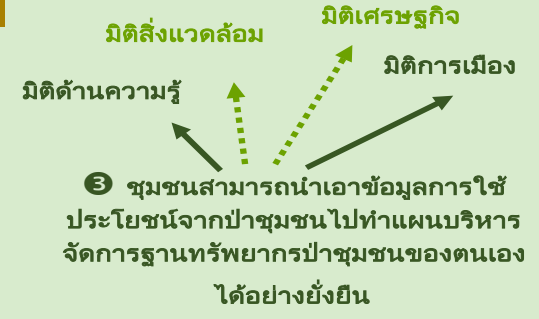 มิติเศรษฐกิจ
มิติสิ่งแวดล้อม
มิติการเมือง
มิติด้านความรู้
❸ ชุมชนสามารถนำเอาข้อมูลการใช้
ประโยชน์จากป่าชุมชนไปทำแผนบริหาร
จัดการฐานทรัพยากรป่าชุมชนของตนเอง
ได้อย่างยั่งยืน